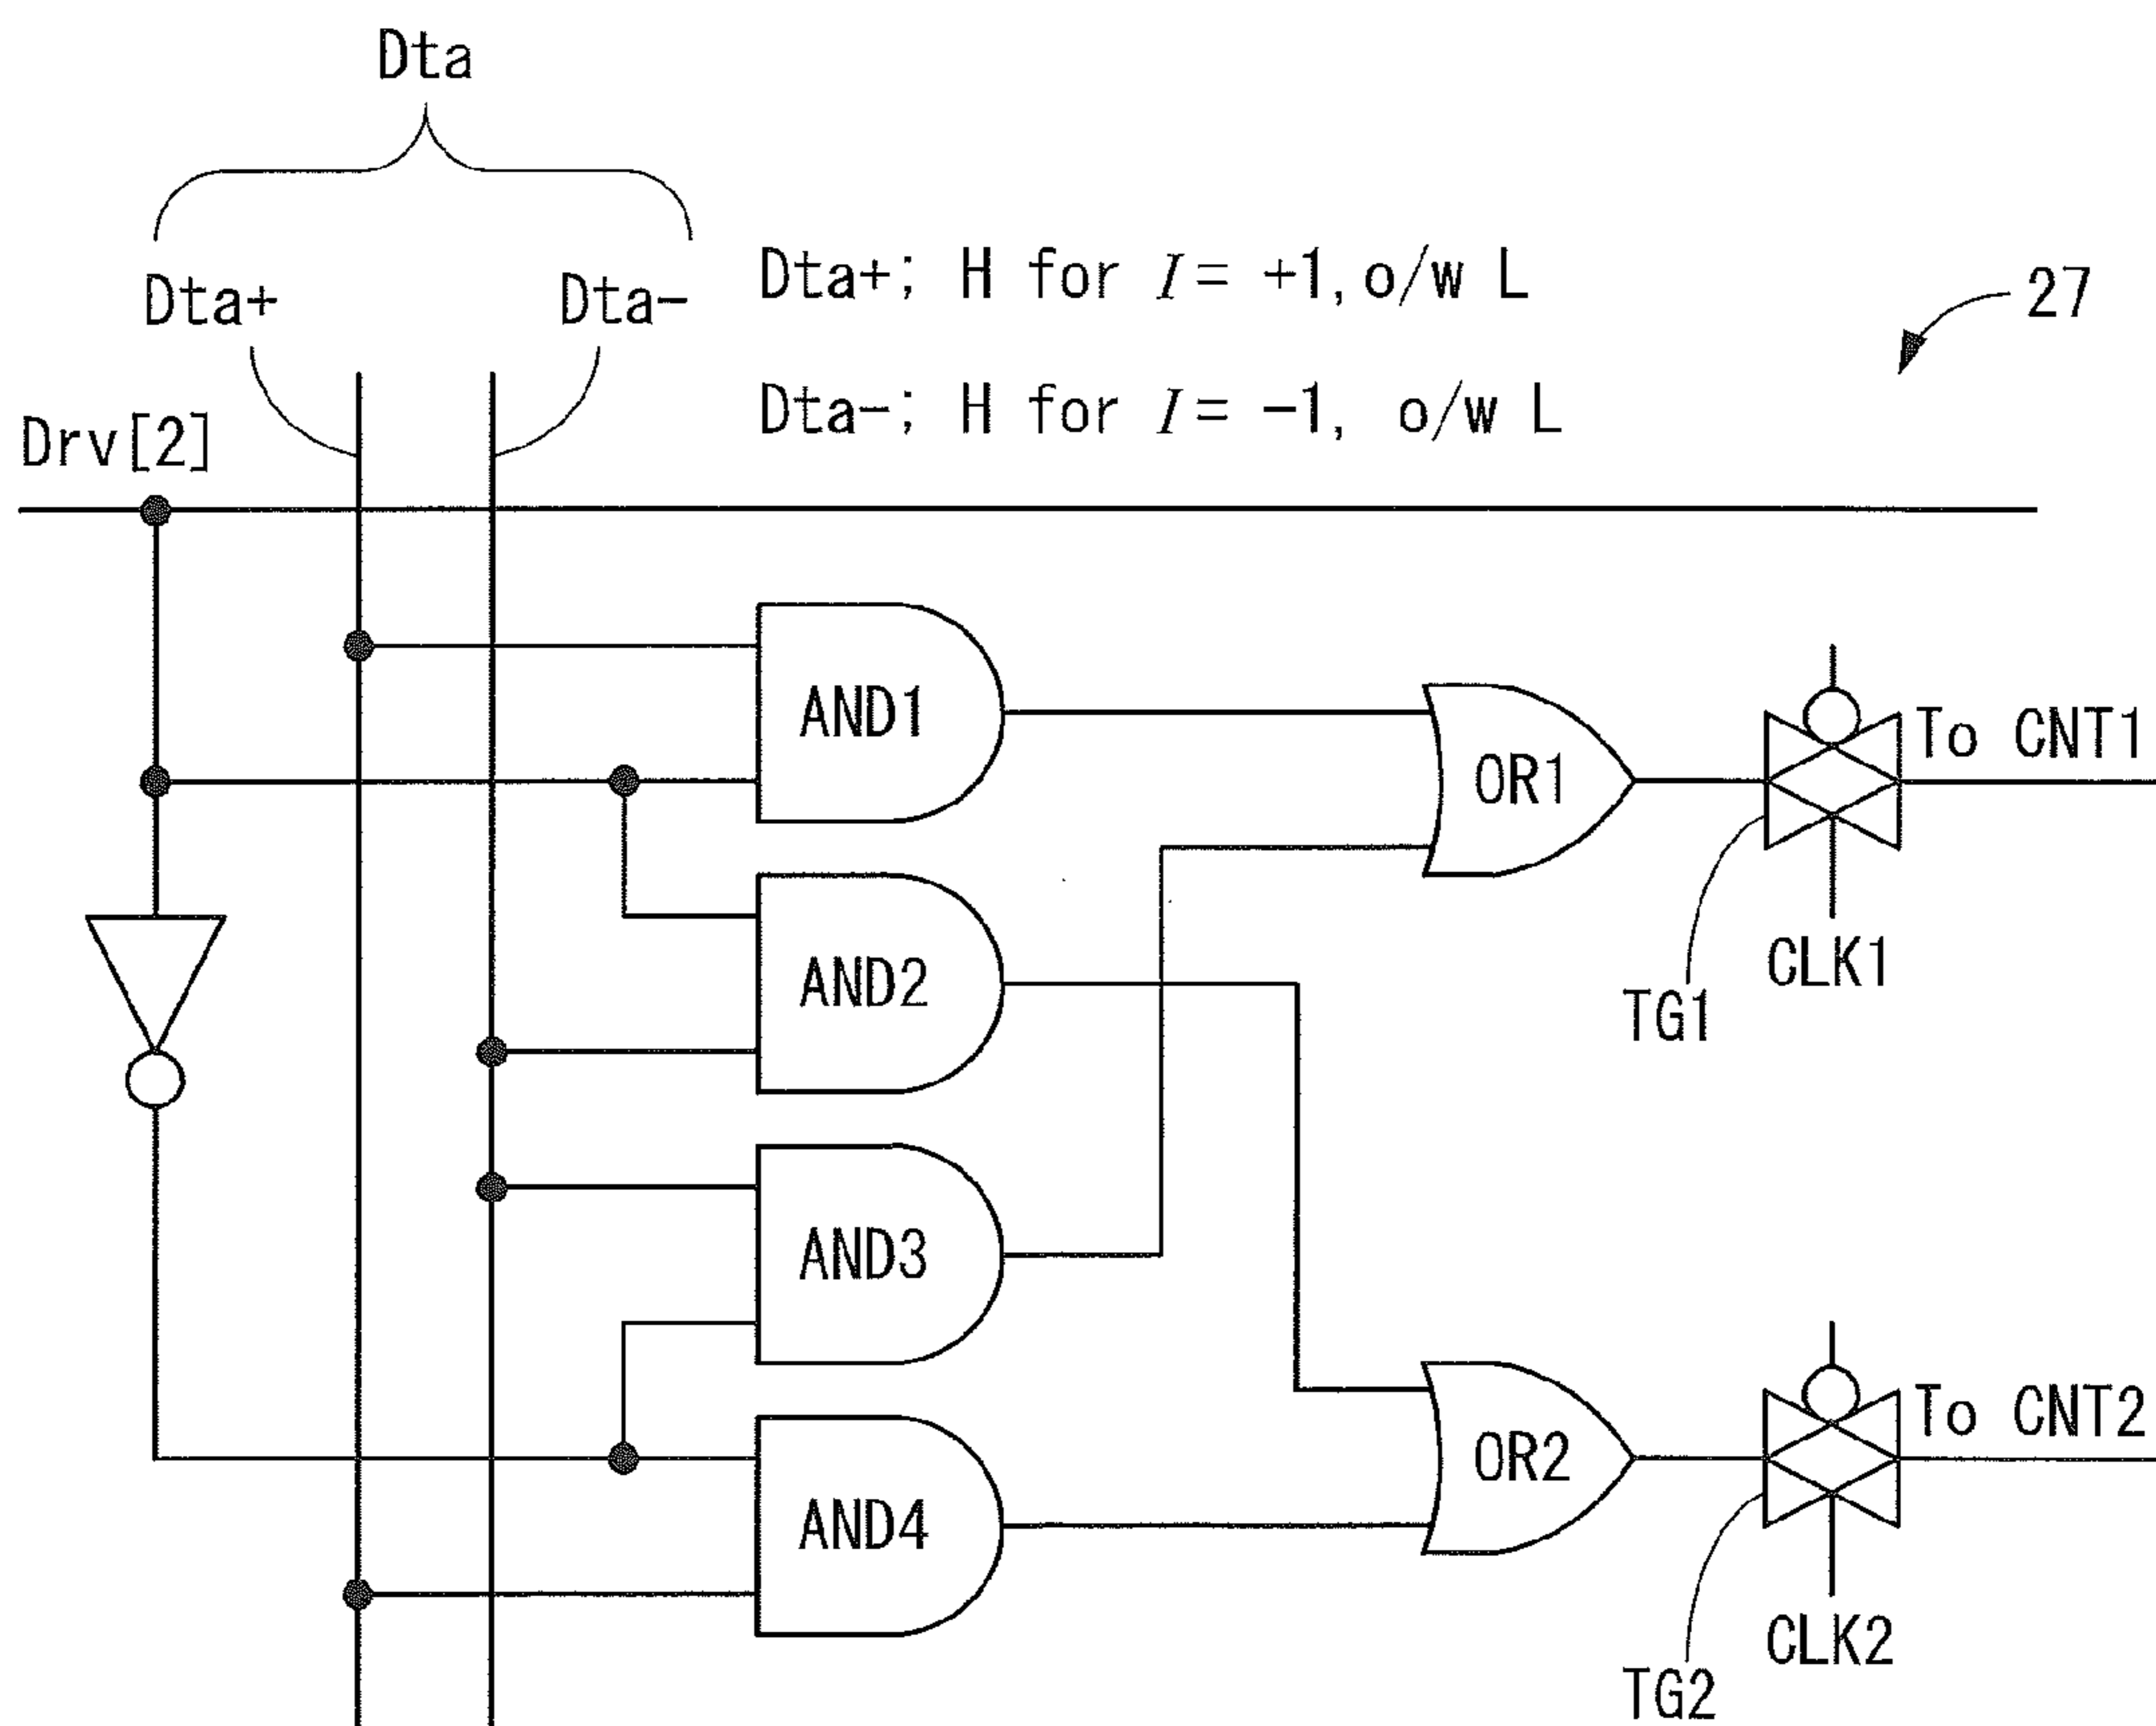 Dta
Dta+
Dta-
Dta+; H for I= +1, o/w L
Dta-; H for I= -1, o/w L
27
Drv[2]
AND1
OR1
To CNT1
CLK1
TG1
AND2
AND3
AND4
OR2
To CNT2
CLK2
TG2